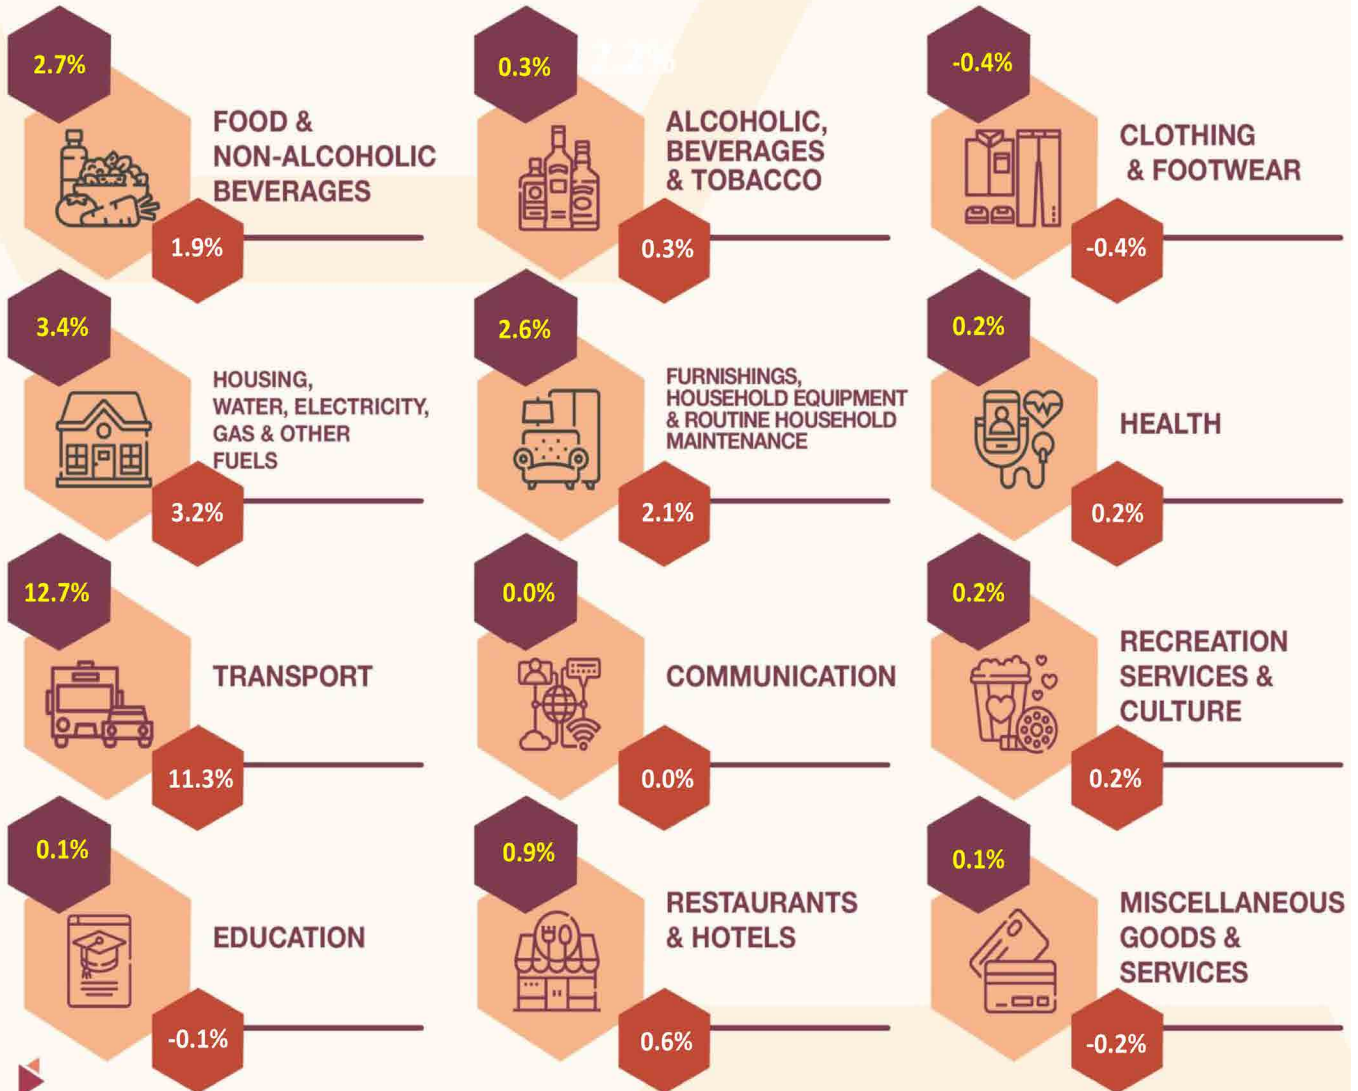 2.7%
FOOD &
NON-ALCOHOLIC
BEVERAGES
1.9%
0.3%
2.2%
ALCOHOLIC,
BEVERAGES
& TOBACCO
0.3%
-0.4%
CLOTHING
& FOOTWEAR
-0.4%
3.4%
HOUSING,
WATER, ELECTRICITY,
GAS & OTHER
FUELS
3.2%
2.6%
FURNISHINGS,
HOUSEHOLD EQUIPMENT
& ROUTINE HOUSEHOLD
MAINTENANCE
2.1%
0.2%
HEALTH
0.2%
12.7%
TRANSPORT
11.3%
0.0%
COMMUNICATION
0.0%
0.2%
RECREATION
SERVICES &
CULTURE
0.2%
0.1%
EDUCATION
-0.1%
0.9%
RESTAURANTS
& HOTELS
0.6%
0.1%
MISCELLANEOUS
GOODS &
SERVICES
-0.2%